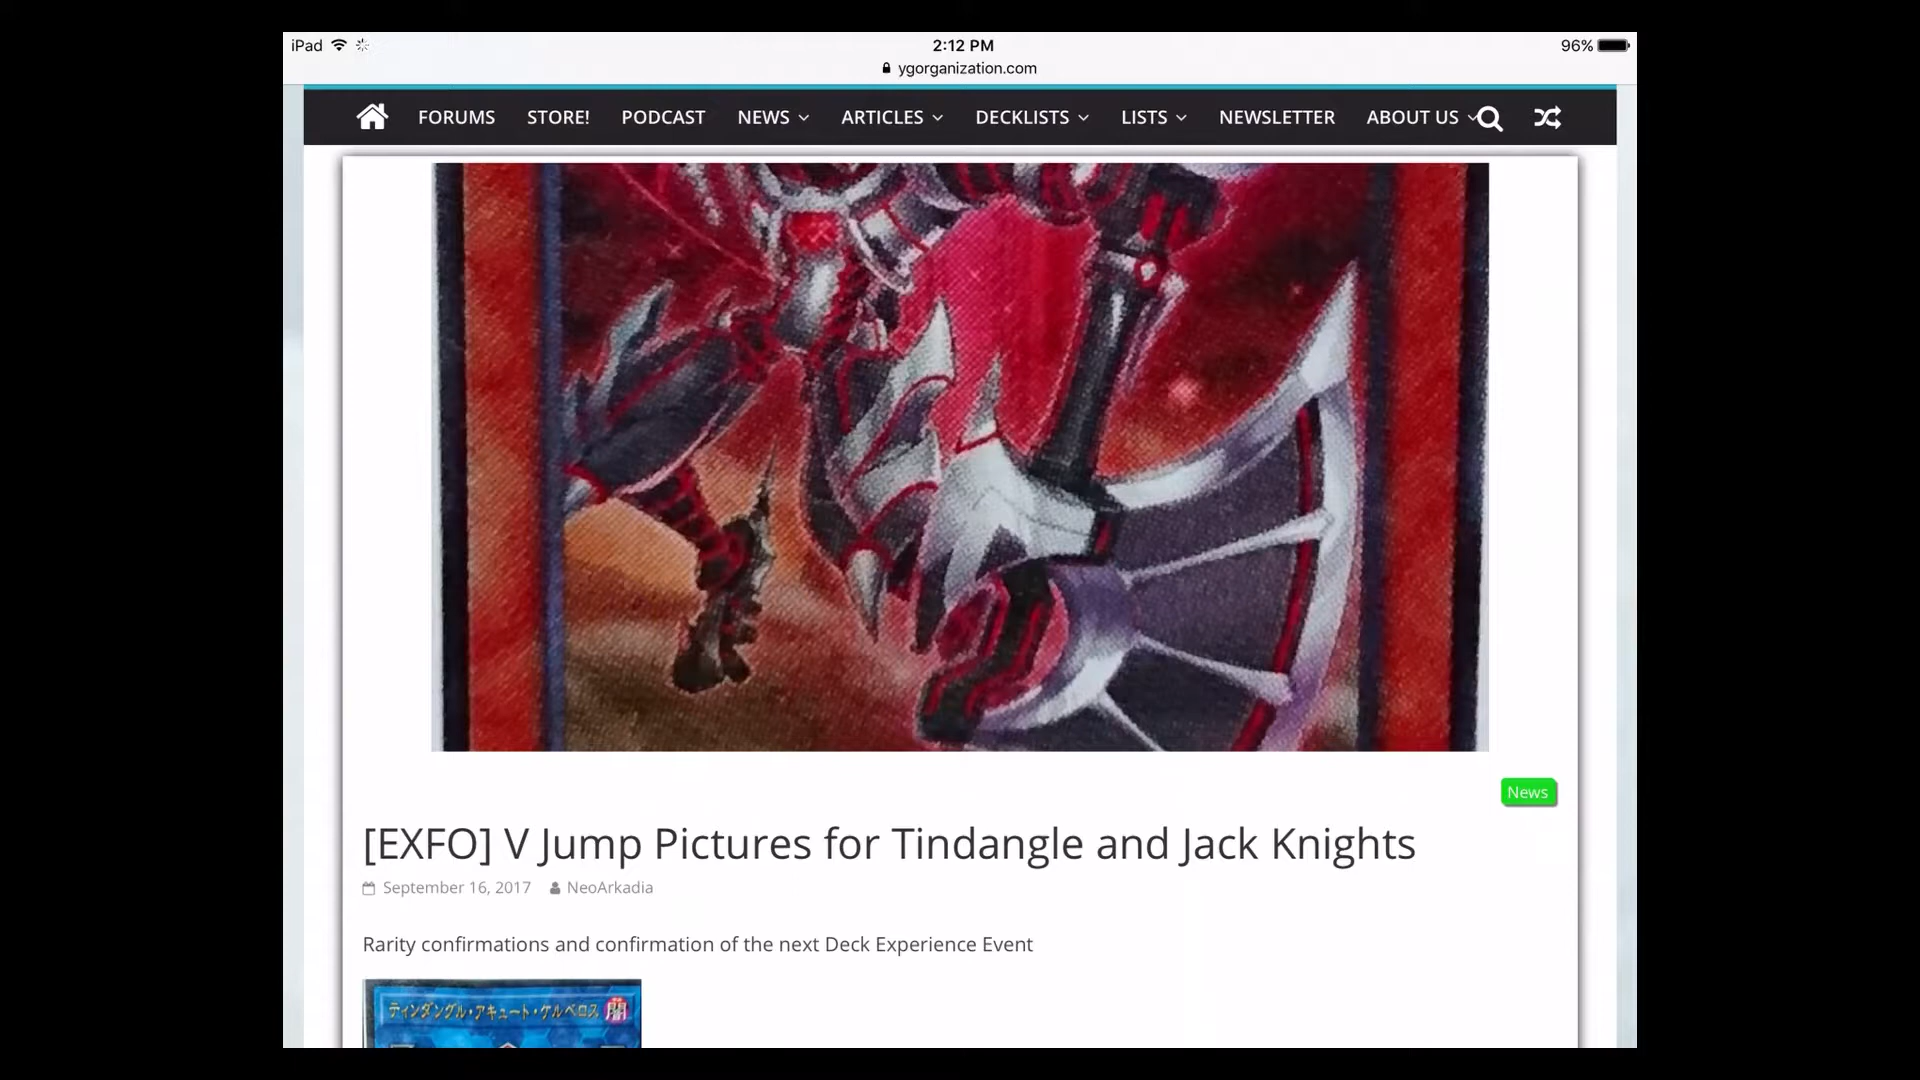 iPad
2:12 PM
96%
ygorganization.com
FORUMS STORE! PODCAST NEWS ARTICLES DECKLISTS LISTS NEWSLETTER ABOUT US
News
[EXFO] V Jump Pictures for Tindangle and Jack Knights
September 16, 2017 NeoArkadia
Rarity confirmations and confirmation of the next Deck Experience Event
ティンダングル・アキュート・ケルベロス 闇